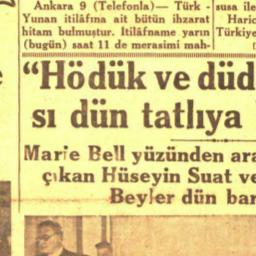 Ankara 9 (Telefonla)— Türk -
Yunan itilâfına ait bütün ihzarat
hitam bulmuştur. Itilâfname yarın
(bugün) saat 11 de merasimi mah-
susa ile
Haric
Türkiye
“Hödük ve düd
sı dün tatlıya
Marie Bell yüzünden ara
çıkan Hüseyin Suat ve
Beyler dün bar